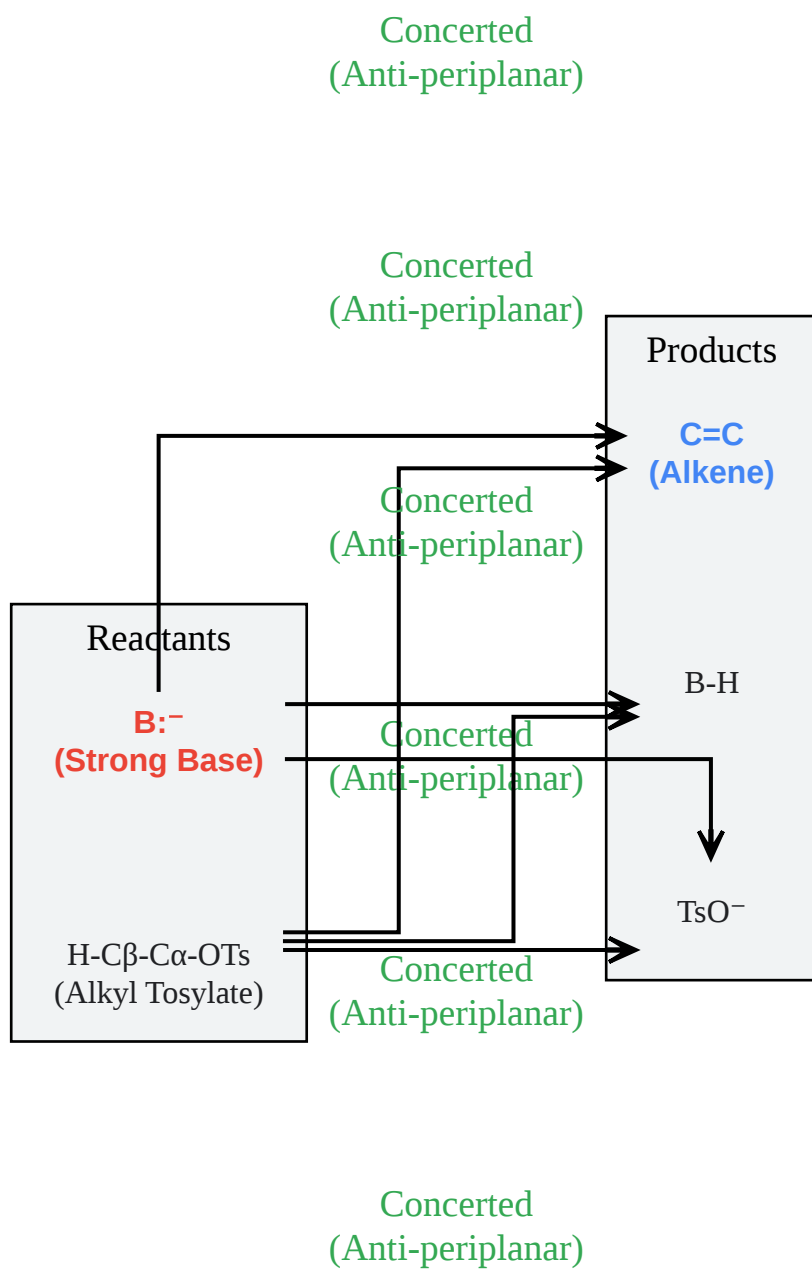 Concerted
(Anti-periplanar)
Concerted
(Anti-periplanar)
Products
C=C
(Alkene)
Concerted
(Anti-periplanar)
Reactants
B-H
B:⁻
(Strong Base)
Concerted
(Anti-periplanar)
TsO⁻
H-Cβ-Cα-OTs
(Alkyl Tosylate)
Concerted
(Anti-periplanar)
Concerted
(Anti-periplanar)